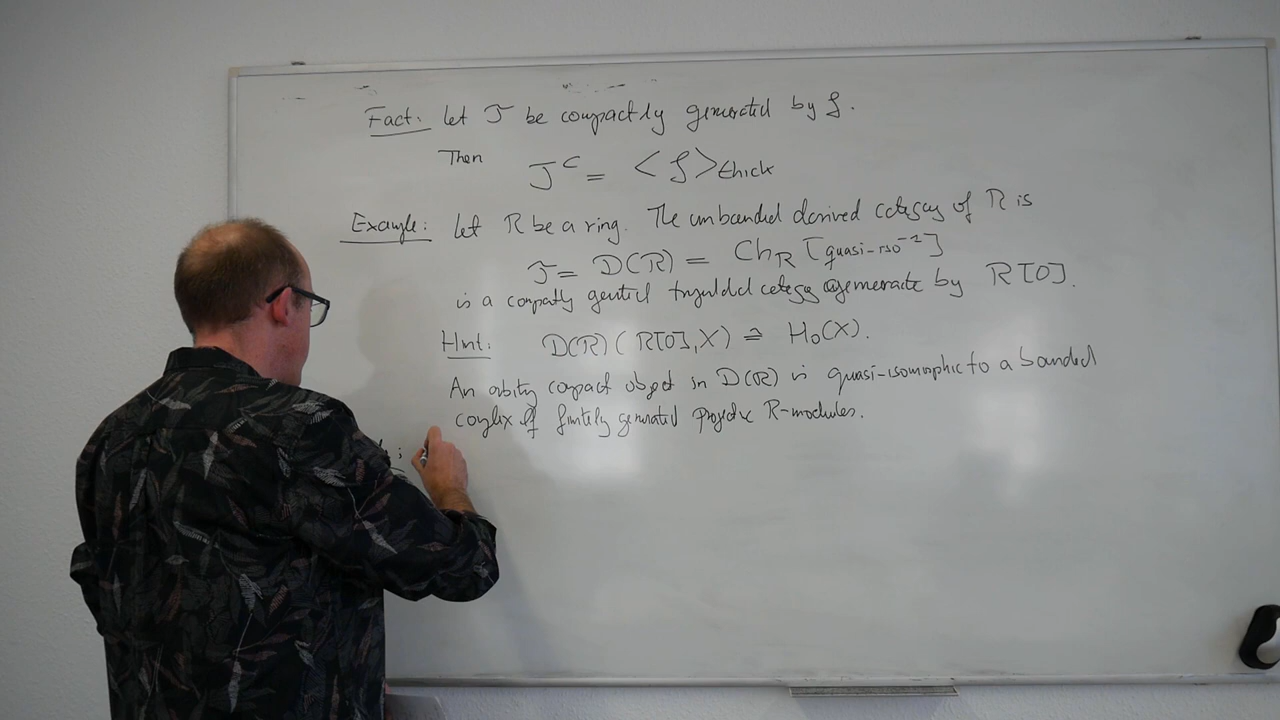 Fact: Let T be compactly generated by S.
Then T^c = <S>thick
Example: Let R be a ring. The unbounded derived category of R is
T = D(R) = Ch_R [quasi-iso^-1]
is a compactly generated triangulated category generated by R[0].
Hint: D(R)(R[0], X) ≅ H_0(X).
An arbitrary compact object in D(R) is quasi-isomorphic to a bounded
complex of finitely generated projective R-modules.